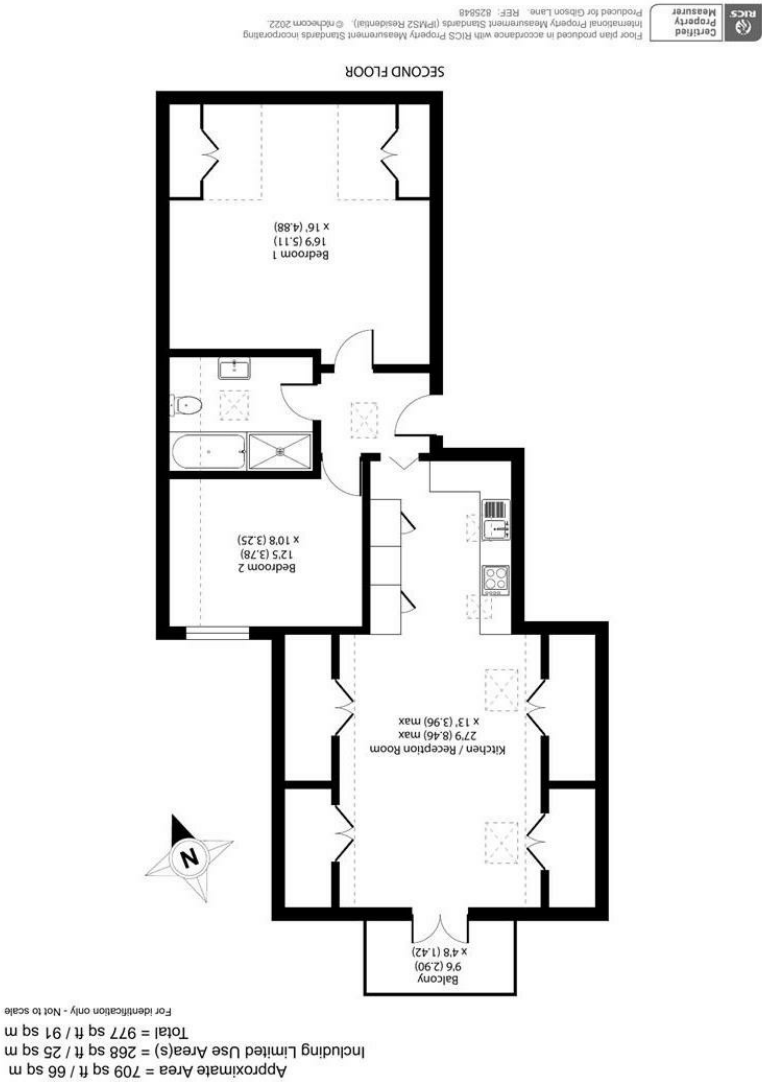 Approximate Area = 709 sq ft / 66 sq m
Including Limited Use Area(s) = 268 sq ft / 25 sq m
Total = 977 sq ft / 91 sq m
For identification only - Not to scale
Balcony
9'6 (2.90)
x 4'8 (1.42)
N
Kitchen / Reception Room
27'9 (8.46) max
x 13' (3.96) max
Bedroom 2
12'5 (3.78)
x 10'8 (3.25)
Bedroom 1
16'9 (5.11)
x 16' (4.88)
SECOND FLOOR
RICS
Certified
Property
Measurer
Floor plan produced in accordance with RICS Property Measurement Standards incorporating
International Property Measurement Standards (IPMS2 Residential). © nichecom 2022.
Produced for Gibson Lane. REF: 825848